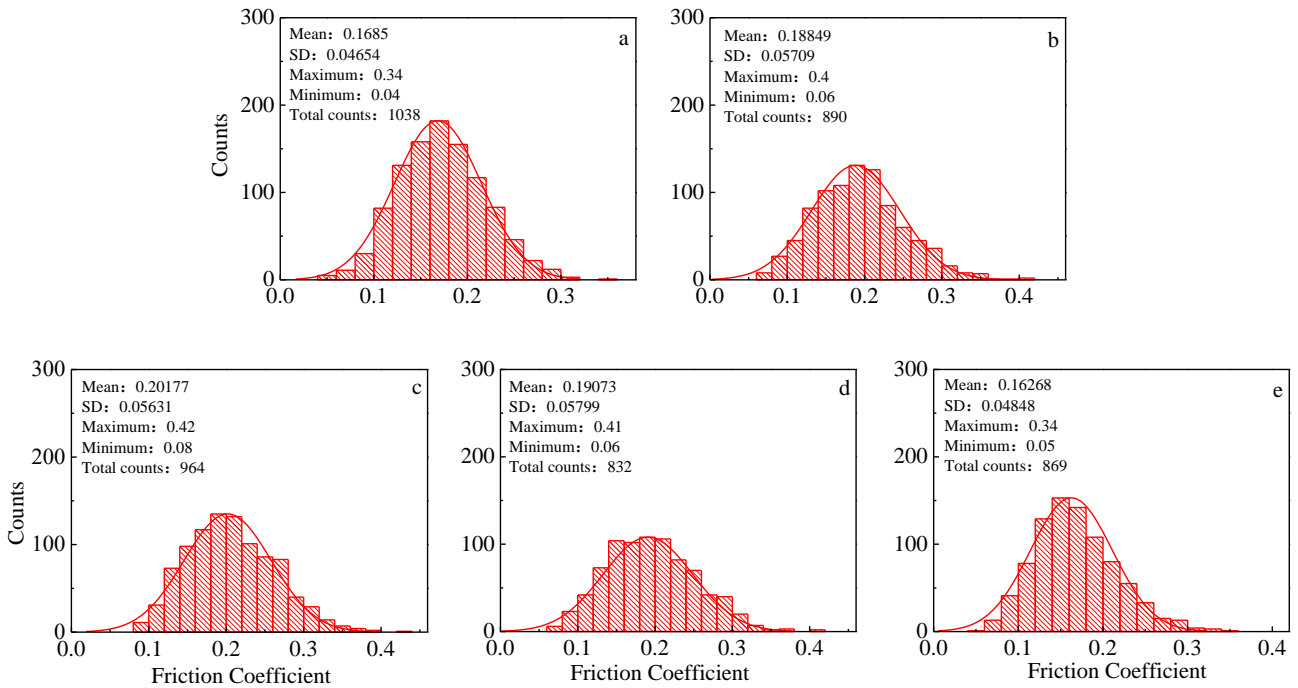 300
200
100
0
Counts
Mean：0.1685
SD：0.04654
Maximum：0.34
Minimum：0.04
Total counts：1038
a
0.0 0.1 0.2 0.3
300
200
100
0
Mean：0.18849
SD：0.05709
Maximum：0.4
Minimum：0.06
Total counts：890
b
0.0 0.1 0.2 0.3 0.4
300
200
100
0
Counts
Mean：0.20177
SD：0.05631
Maximum：0.42
Minimum：0.08
Total counts：964
c
0.0 0.1 0.2 0.3 0.4
Friction Coefficient
300
200
100
0
Mean：0.19073
SD：0.05799
Maximum：0.41
Minimum：0.06
Total counts：832
d
0.0 0.1 0.2 0.3 0.4
Friction Coefficient
300
200
100
0
Mean：0.16268
SD：0.04848
Maximum：0.34
Minimum：0.05
Total counts：869
e
0.0 0.1 0.2 0.3 0.4
Friction Coefficient